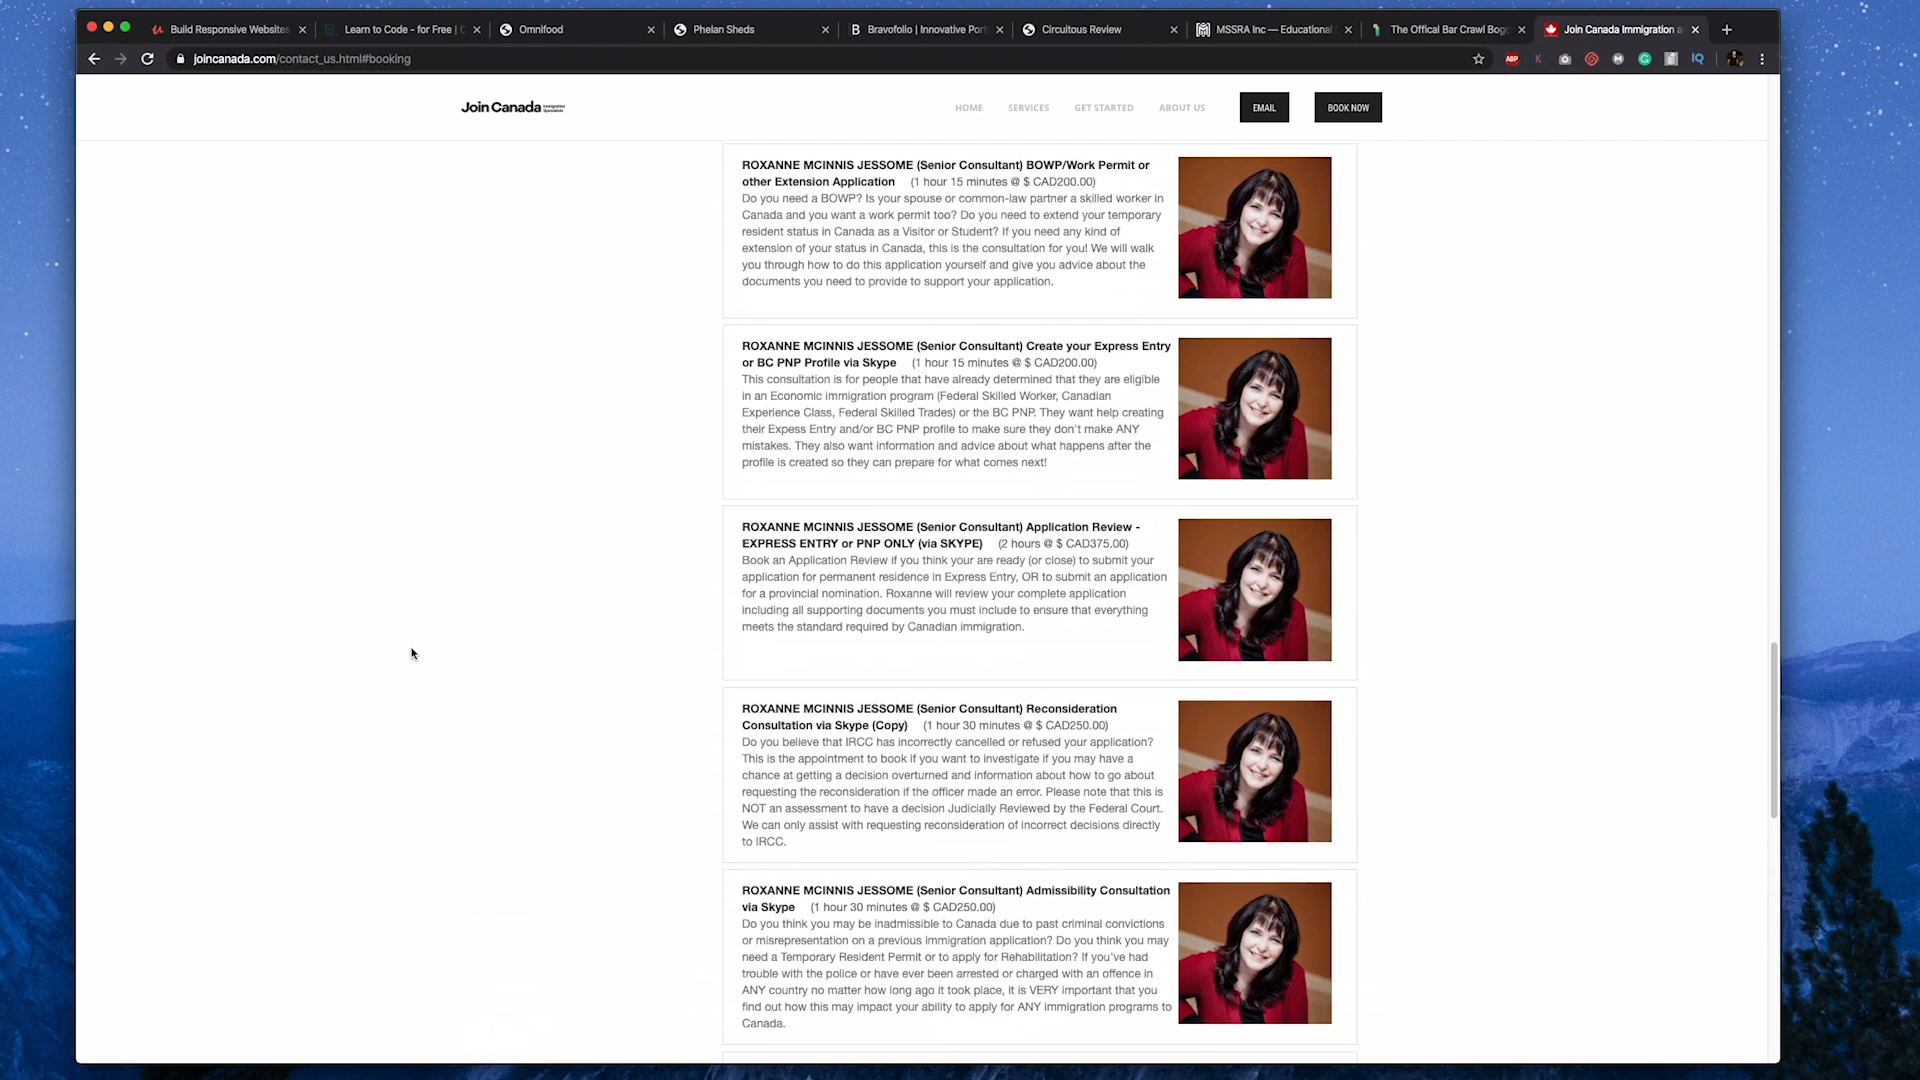 Build Responsive Websites
Learn to Code - for Free |
Omnifood
Phelan Sheds
B Bravofolio | Innovative Port
Circuitous Review
MSSRA Inc — Educational
The Offical Bar Crawl Bogo
Join Canada Immigration a
joincanada.com/contact_us.html#booking
ABP
K
M
IQ
Join Canada Immigration
Specialists
HOME
SERVICES
GET STARTED
ABOUT US
EMAIL
BOOK NOW
ROXANNE MCINNIS JESSOME (Senior Consultant) BOWP/Work Permit or
other Extension Application (1 hour 15 minutes @ $ CAD200.00)
Do you need a BOWP? Is your spouse or common-law partner a skilled worker in
Canada and you want a work permit too? Do you need to extend your temporary
resident status in Canada as a Visitor or Student? If you need any kind of
extension of your status in Canada, this is the consultation for you! We will walk
you through how to do this application yourself and give you advice about the
documents you need to provide to support your application.
ROXANNE MCINNIS JESSOME (Senior Consultant) Create your Express Entry
or BC PNP Profile via Skype (1 hour 15 minutes @ $ CAD200.00)
This consultation is for people that have already determined that they are eligible
in an Economic immigration program (Federal Skilled Worker, Canadian
Experience Class, Federal Skilled Trades) or the BC PNP. They want help creating
their Expess Entry and/or BC PNP profile to make sure they don't make ANY
mistakes. They also want information and advice about what happens after the
profile is created so they can prepare for what comes next!
ROXANNE MCINNIS JESSOME (Senior Consultant) Application Review -
EXPRESS ENTRY or PNP ONLY (via SKYPE) (2 hours @ $ CAD375.00)
Book an Application Review if you think your are ready (or close) to submit your
application for permanent residence in Express Entry, OR to submit an application
for a provincial nomination. Roxanne will review your complete application
including all supporting documents you must include to ensure that everything
meets the standard required by Canadian immigration.
ROXANNE MCINNIS JESSOME (Senior Consultant) Reconsideration
Consultation via Skype (Copy) (1 hour 30 minutes @ $ CAD250.00)
Do you believe that IRCC has incorrectly cancelled or refused your application?
This is the appointment to book if you want to investigate if you may have a
chance at getting a decision overturned and information about how to go about
requesting the reconsideration if the officer made an error. Please note that this is
NOT an assessment to have a decision Judicially Reviewed by the Federal Court.
We can only assist with requesting reconsideration of incorrect decisions directly
to IRCC.
ROXANNE MCINNIS JESSOME (Senior Consultant) Admissibility Consultation
via Skype (1 hour 30 minutes @ $ CAD250.00)
Do you think you may be inadmissible to Canada due to past criminal convictions
or misrepresentation on a previous immigration application? Do you think you may
need a Temporary Resident Permit or to apply for Rehabilitation? If you've had
trouble with the police or have ever been arrested or charged with an offence in
ANY country no matter how long ago it took place, it is VERY important that you
find out how this may impact your ability to apply for ANY immigration programs to
Canada.